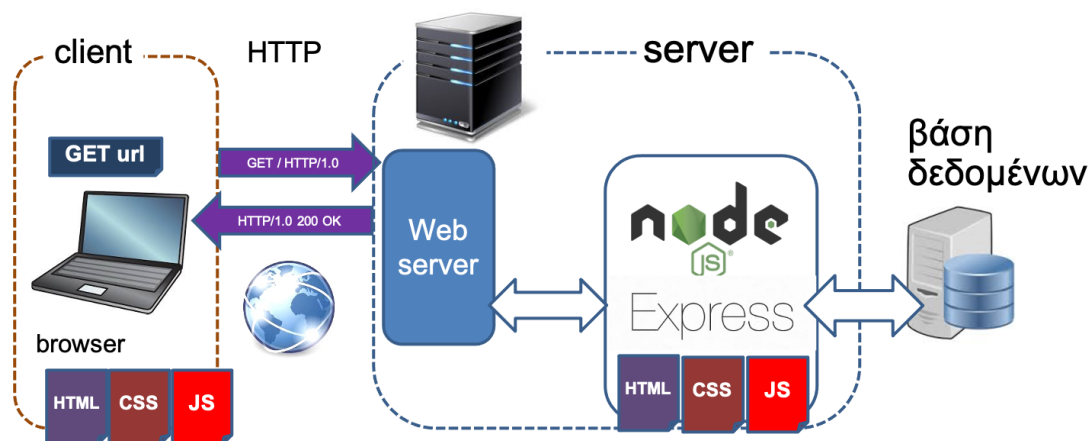 client
HTTP
server
GET url
GET / HTTP/1.0
HTTP/1.0 200 OK
Web
server
node
JS
Express
βάση
δεδομένων
browser
HTML
CSS
JS
HTML
CSS
JS